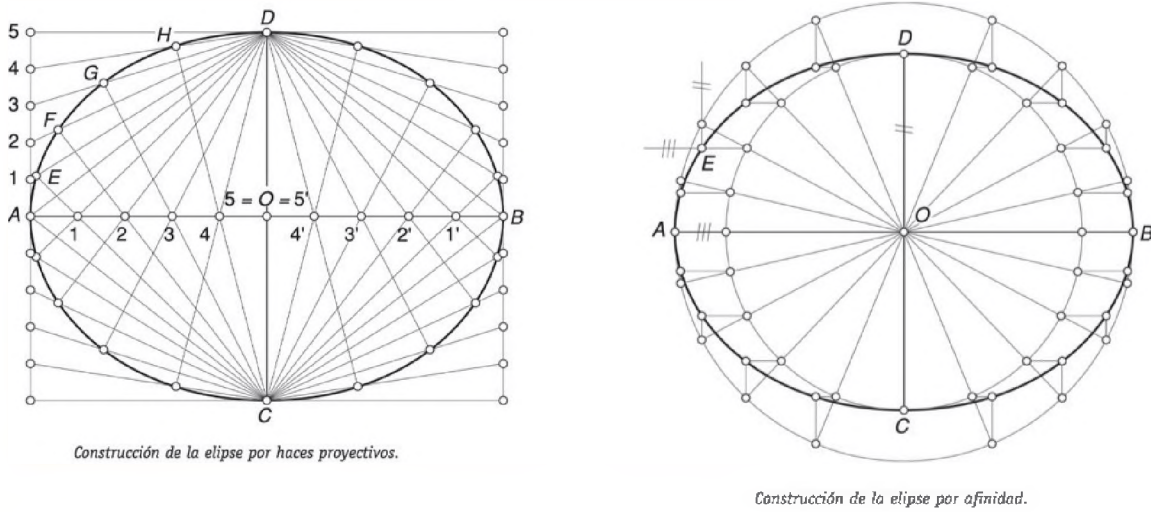 5
D
H
4
G
3
F
2
1
E
5 = O = 5'
A
B
1
2
3
4
4'
3'
2'
1'
C
Construcción de la elipse por haces proyectivos.
D
E
O
A
B
C
Construcción de la elipse por afinidad.